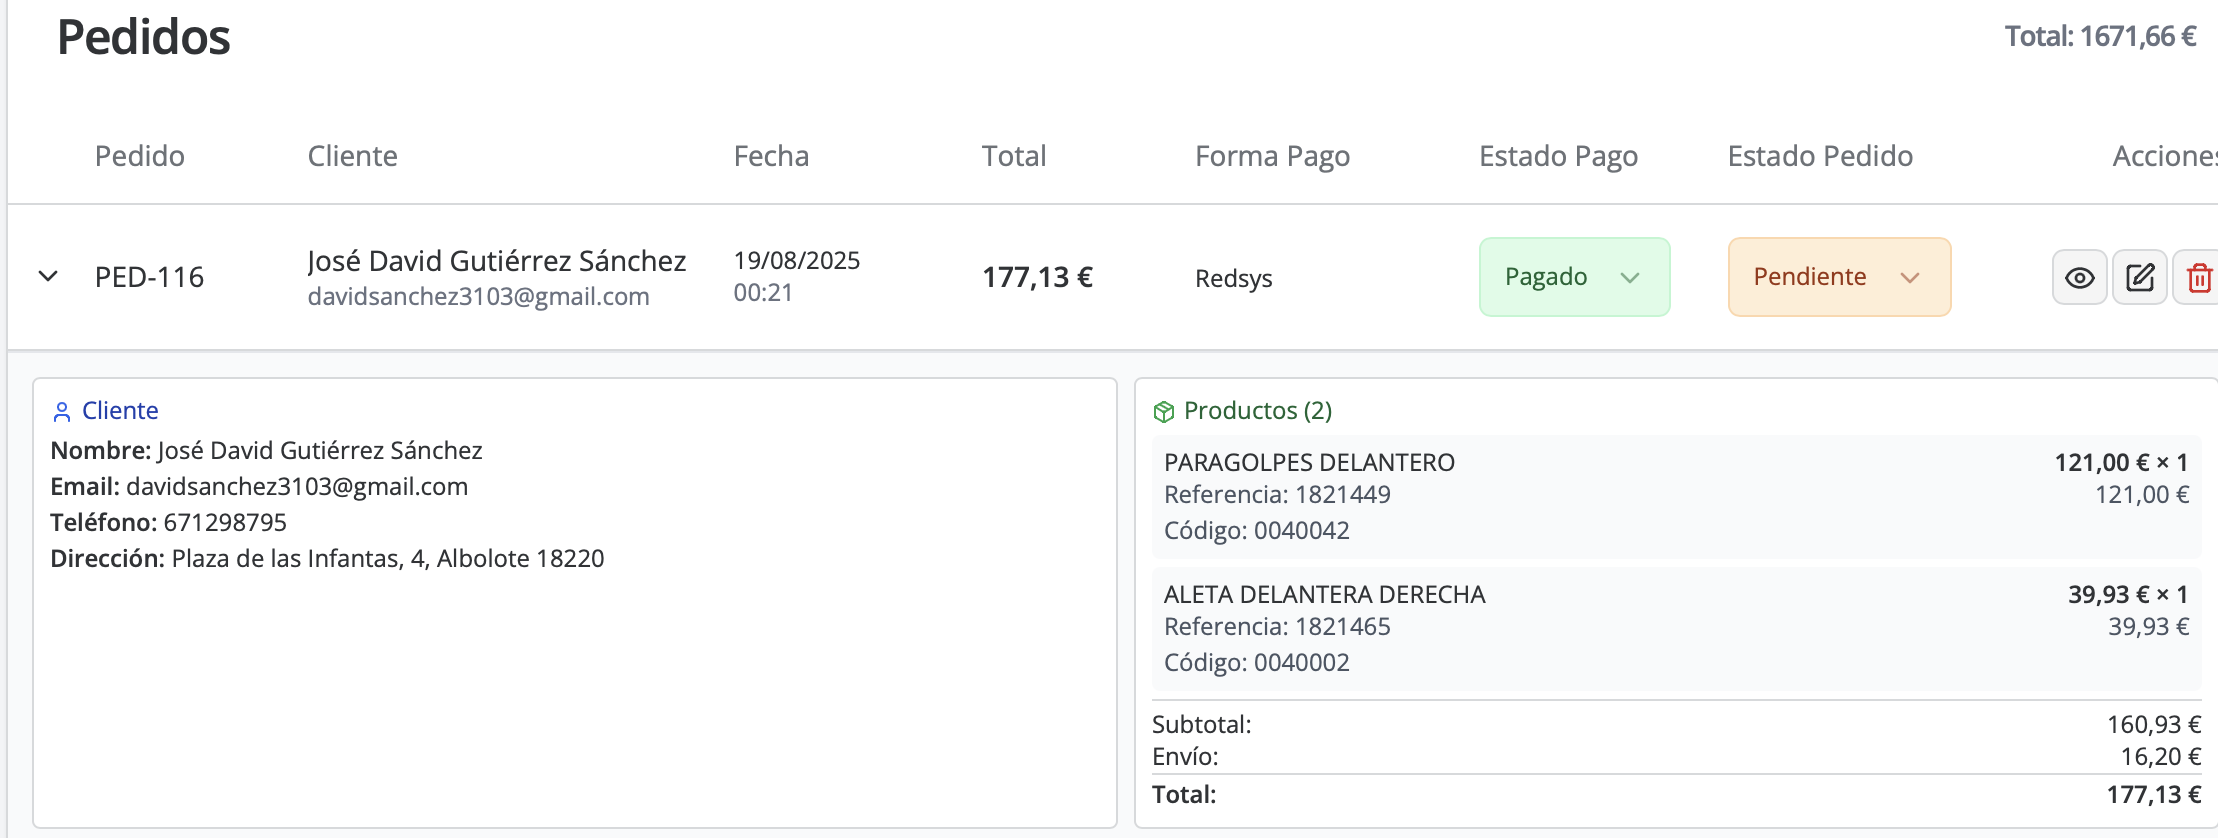 Pedidos
Total: 1671,66 €
Pedido Cliente Fecha Total Forma Pago Estado Pago Estado Pedido Acciones
PED-116 José David Gutiérrez Sánchez 19/08/2025 177,13 € Redsys Pagado Pendiente
davidsanchez3103@gmail.com 00:21
Cliente
Nombre: José David Gutiérrez Sánchez
Email: davidsanchez3103@gmail.com
Teléfono: 671298795
Dirección: Plaza de las Infantas, 4, Albolote 18220
Productos (2)
PARAGOLPES DELANTERO 121,00 € × 1
Referencia: 1821449 121,00 €
Código: 0040042
ALETA DELANTERA DERECHA 39,93 € × 1
Referencia: 1821465 39,93 €
Código: 0040002
Subtotal: 160,93 €
Envío: 16,20 €
Total: 177,13 €